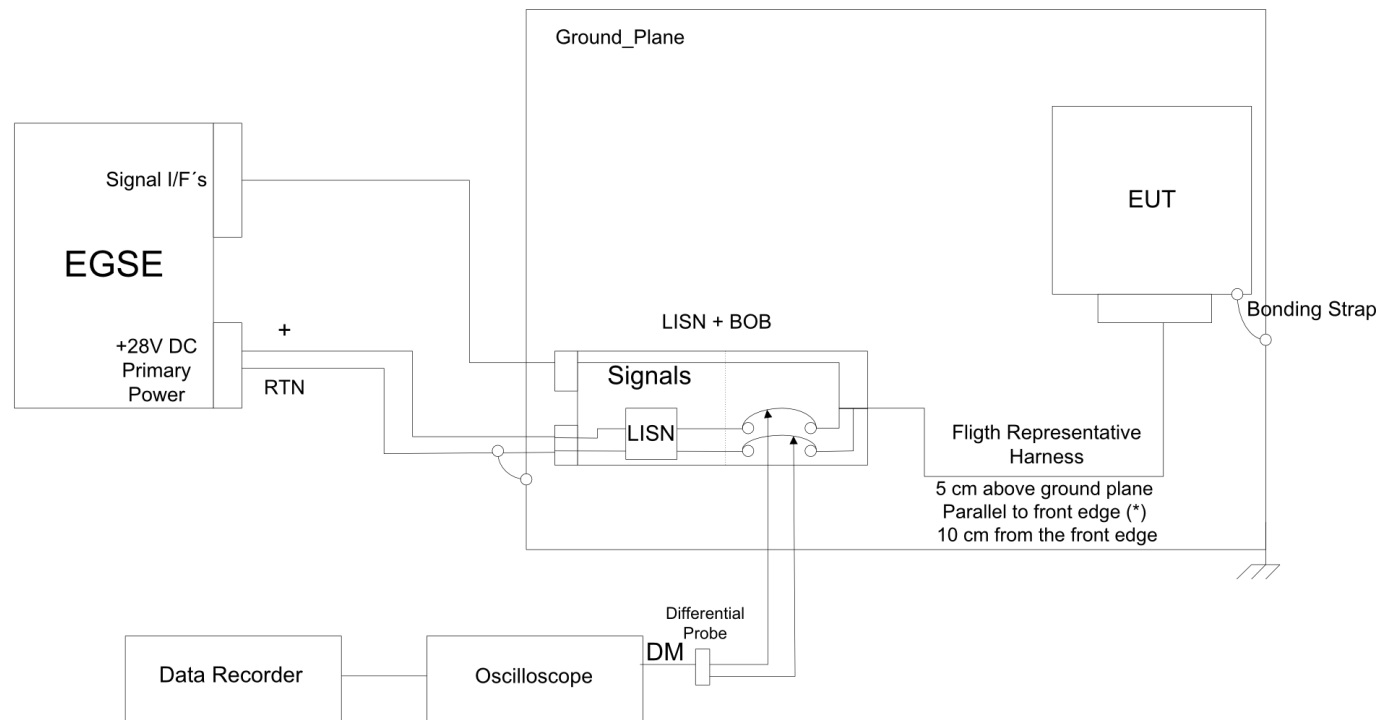 Ground_Plane
Signal I/F´s
EGSE
EUT
+28V DC
Primary
Power
+
RTN
LISN + BOB
Signals
LISN
Bonding Strap
Fligth Representative
Harness
5 cm above ground plane
Parallel to front edge (*)
10 cm from the front edge
Differential
Probe
DM
Data Recorder
Oscilloscope